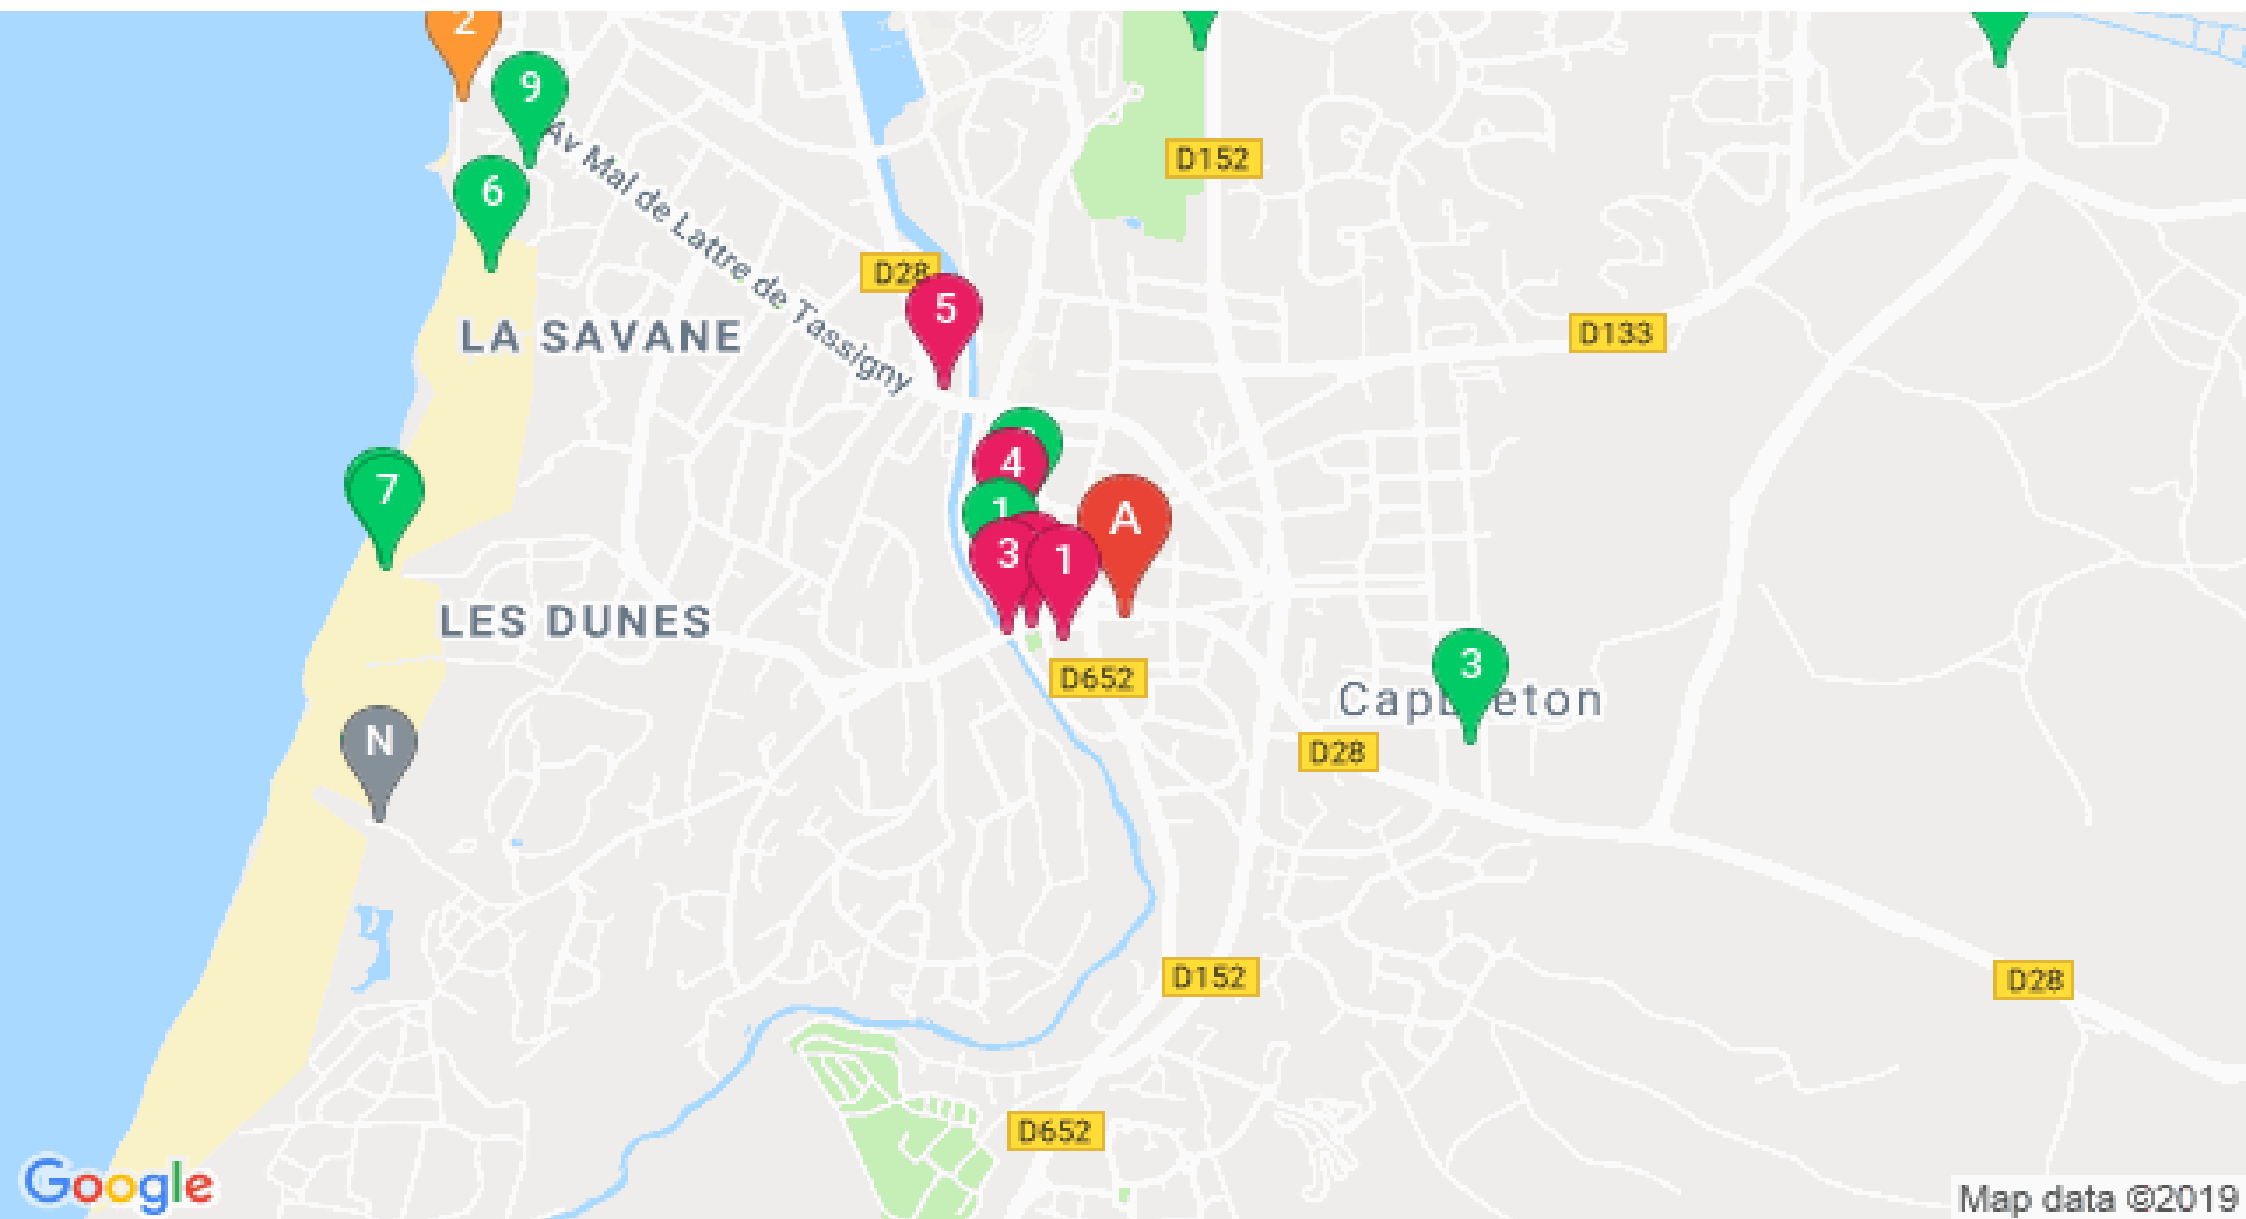 2
9
Av Mal de Lattre de Tassigny
D152
6
D28
5
LA SAVANE
D133
4
7
1
A
3
1
LES DUNES
D652
3
N
D28
D152
D28
D652
Google
Map data ©2019